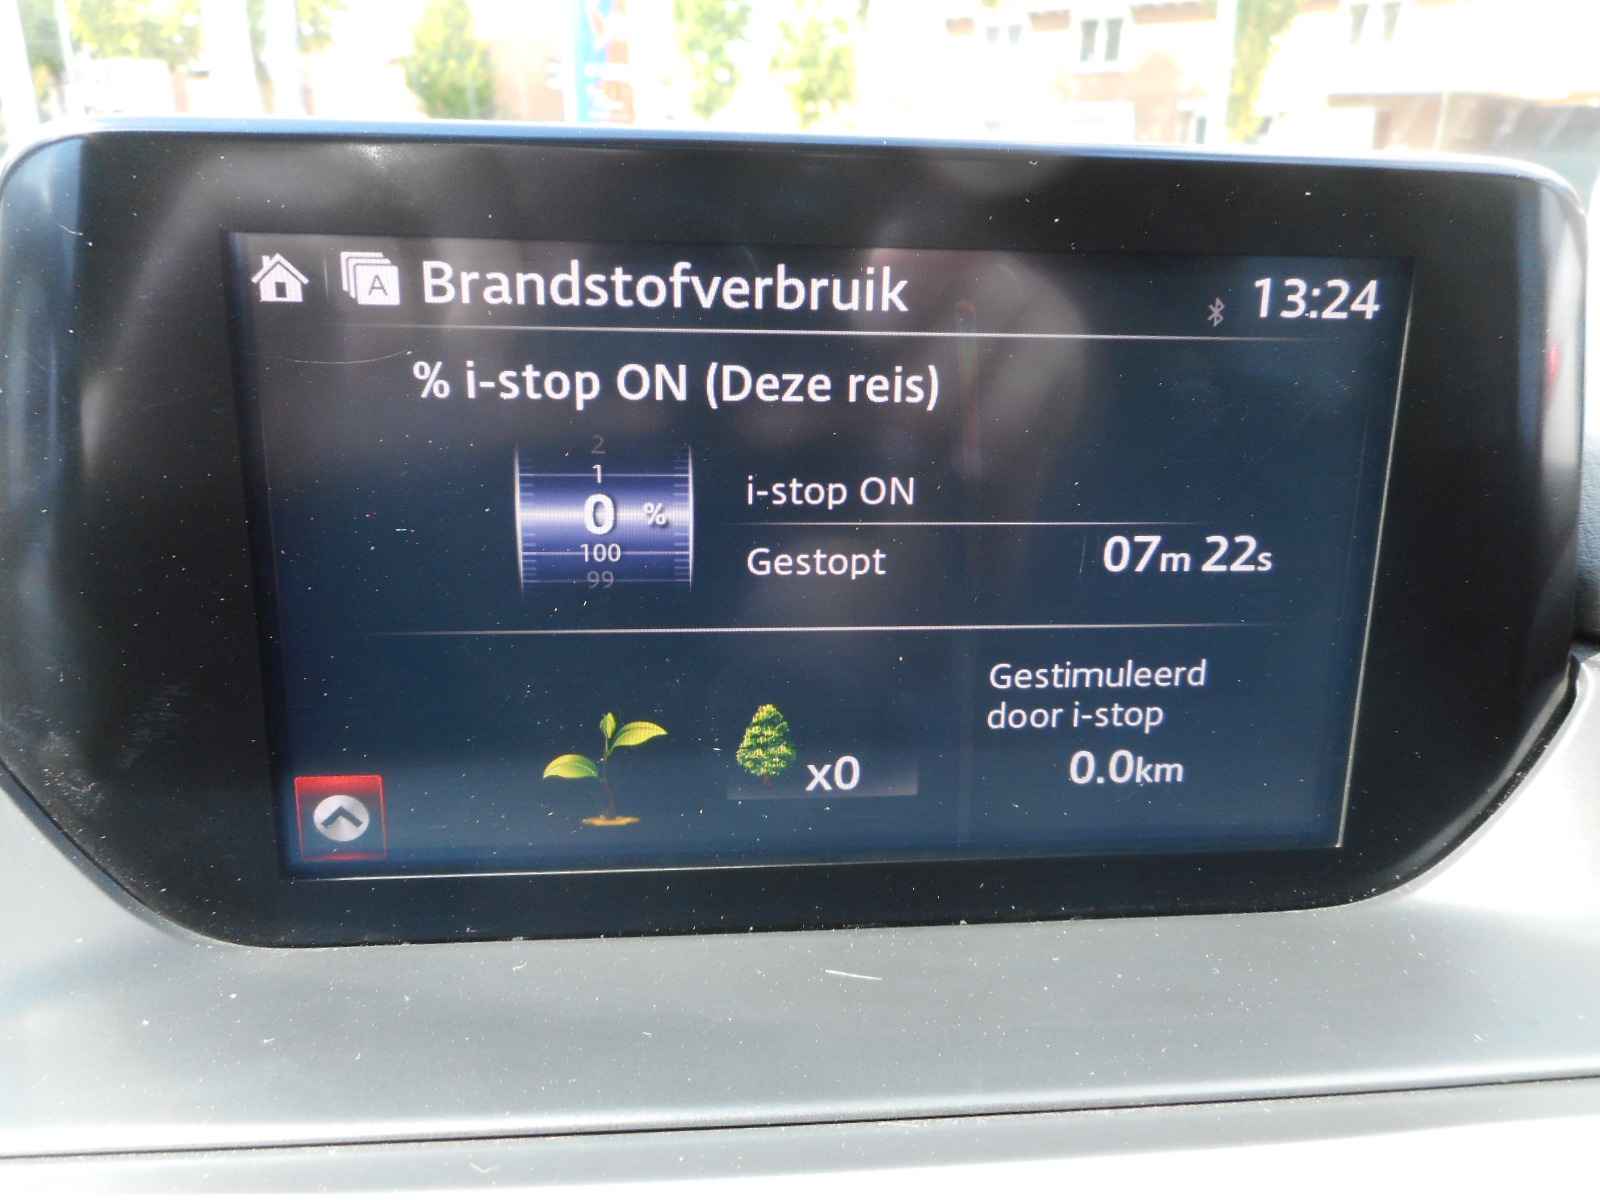 A Brandstofverbruik 13:24
% i-stop ON (Deze reis)
2
1
0 %
100
99
i-stop ON
Gestopt 07m 22s
x0
Gestimuleerd
door i-stop
0.0km